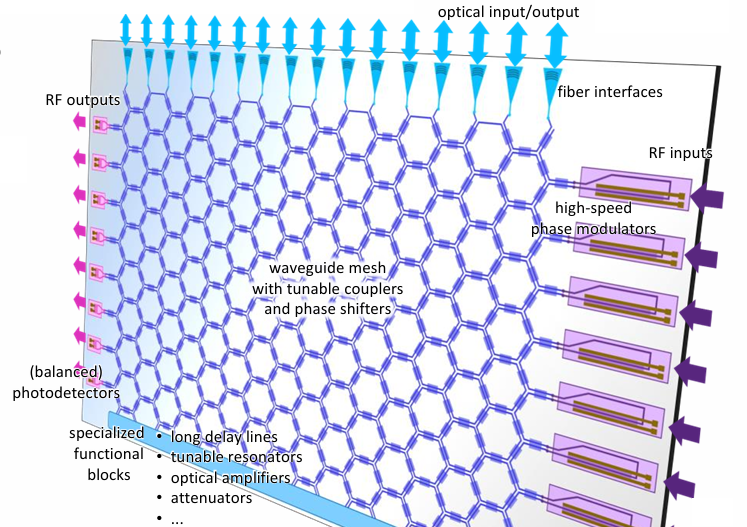 optical input/output
fiber interfaces
RF outputs
RF inputs
high-speed
phase modulators
waveguide mesh
with tunable couplers
and phase shifters
(balanced)
photodetectors
specialized
functional
blocks
• long delay lines
• tunable resonators
• optical amplifiers
• attenuators
• ...